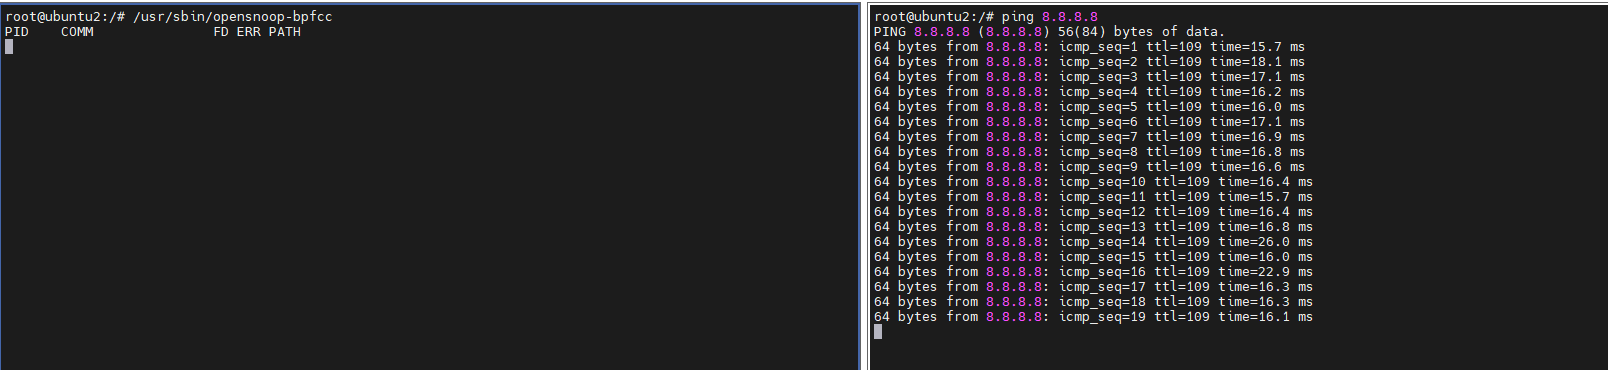 root@ubuntu2:/# /usr/sbin/opensnoop-bpfcc
PID    COMM               FD ERR PATH
root@ubuntu2:/# ping 8.8.8.8
PING 8.8.8.8 (8.8.8.8) 56(84) bytes of data.
64 bytes from 8.8.8.8: icmp_seq=1 ttl=109 time=15.7 ms
64 bytes from 8.8.8.8: icmp_seq=2 ttl=109 time=18.1 ms
64 bytes from 8.8.8.8: icmp_seq=3 ttl=109 time=17.1 ms
64 bytes from 8.8.8.8: icmp_seq=4 ttl=109 time=16.2 ms
64 bytes from 8.8.8.8: icmp_seq=5 ttl=109 time=16.0 ms
64 bytes from 8.8.8.8: icmp_seq=6 ttl=109 time=17.1 ms
64 bytes from 8.8.8.8: icmp_seq=7 ttl=109 time=16.9 ms
64 bytes from 8.8.8.8: icmp_seq=8 ttl=109 time=16.8 ms
64 bytes from 8.8.8.8: icmp_seq=9 ttl=109 time=16.6 ms
64 bytes from 8.8.8.8: icmp_seq=10 ttl=109 time=16.4 ms
64 bytes from 8.8.8.8: icmp_seq=11 ttl=109 time=15.7 ms
64 bytes from 8.8.8.8: icmp_seq=12 ttl=109 time=16.4 ms
64 bytes from 8.8.8.8: icmp_seq=13 ttl=109 time=16.8 ms
64 bytes from 8.8.8.8: icmp_seq=14 ttl=109 time=26.0 ms
64 bytes from 8.8.8.8: icmp_seq=15 ttl=109 time=16.0 ms
64 bytes from 8.8.8.8: icmp_seq=16 ttl=109 time=22.9 ms
64 bytes from 8.8.8.8: icmp_seq=17 ttl=109 time=16.3 ms
64 bytes from 8.8.8.8: icmp_seq=18 ttl=109 time=16.3 ms
64 bytes from 8.8.8.8: icmp_seq=19 ttl=109 time=16.1 ms